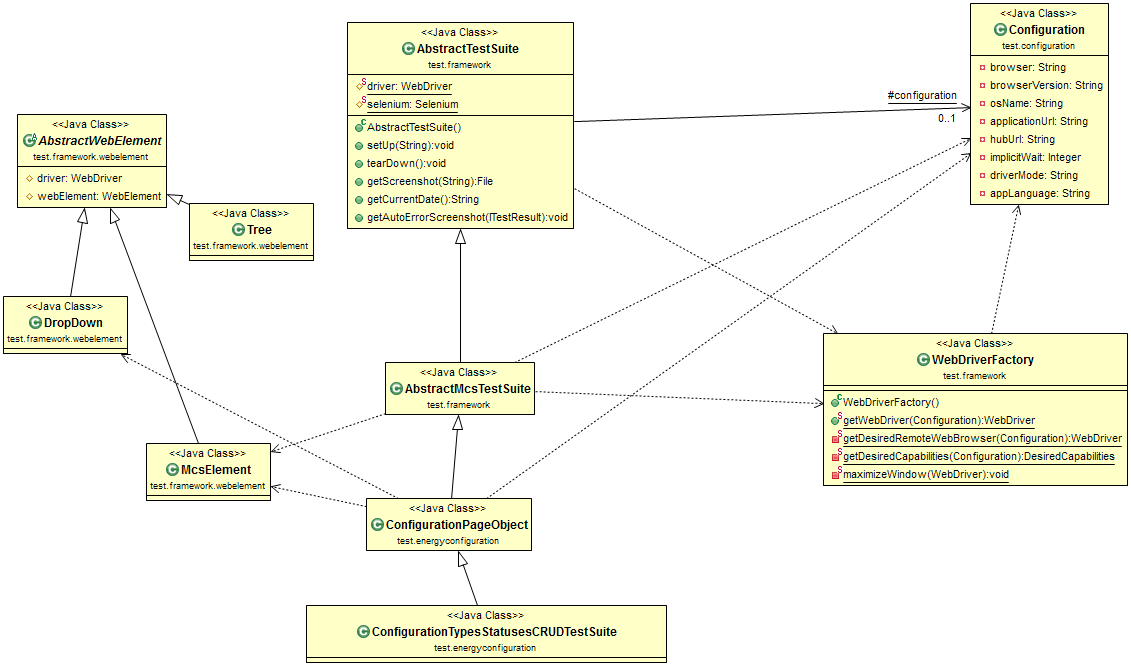 <<Java Class>>
AbstractTestSuite
test.framework
driver: WebDriver
selenium: Selenium
AbstractTestSuite()
setUp(String):void
tearDown():void
getScreenshot(String):File
getCurrentDate():String
getAutoErrorScreenshot(ITestResult):void
<<Java Class>>
Configuration
test.configuration
browser: String
browserVersion: String
osName: String
applicationUrl: String
hubUrl: String
implicitWait: Integer
driverMode: String
appLanguage: String
#configuration
0..1
<<Java Class>>
AbstractWebElement
test.framework.webelement
driver: WebDriver
webElement: WebElement
<<Java Class>>
Tree
test.framework.webelement
<<Java Class>>
DropDown
test.framework.webelement
<<Java Class>>
AbstractMcsTestSuite
test.framework
<<Java Class>>
WebDriverFactory
test.framework
WebDriverFactory()
getWebDriver(Configuration):WebDriver
getDesiredRemoteWebBrowser(Configuration):WebDriver
getDesiredCapabilities(Configuration):DesiredCapabilities
maximizeWindow(WebDriver):void
<<Java Class>>
McsElement
test.framework.webelement
<<Java Class>>
ConfigurationPageObject
test.energyconfiguration
<<Java Class>>
ConfigurationTypesStatusesCRUDTestSuite
test.energyconfiguration